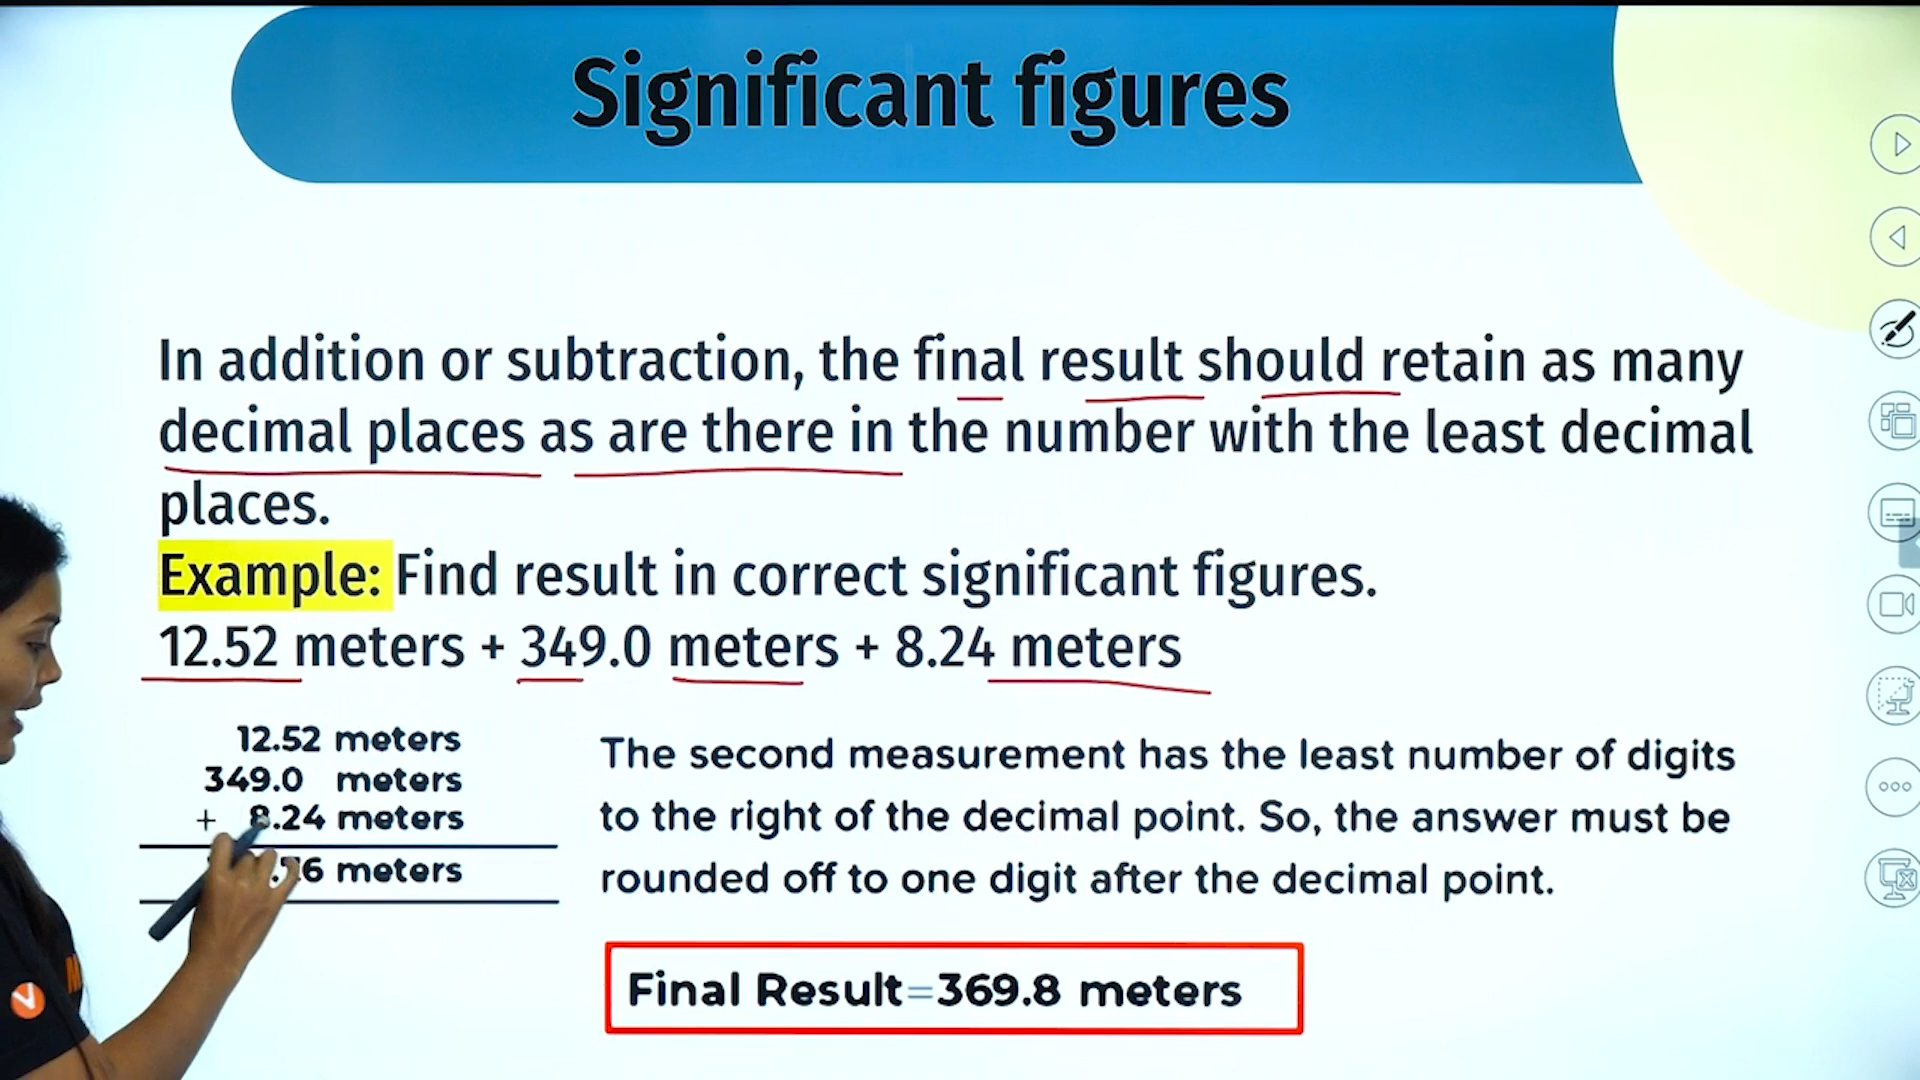 Significant figures
In addition or subtraction, the final result should retain as many
decimal places as are there in the number with the least decimal
places.
Example: Find result in correct significant figures.
12.52 meters + 349.0 meters + 8.24 meters
12.52 meters
349.0 meters
+ 8.24 meters
meters
The second measurement has the least number of digits
to the right of the decimal point. So, the answer must be
rounded off to one digit after the decimal point.
Final Result=369.8 meters